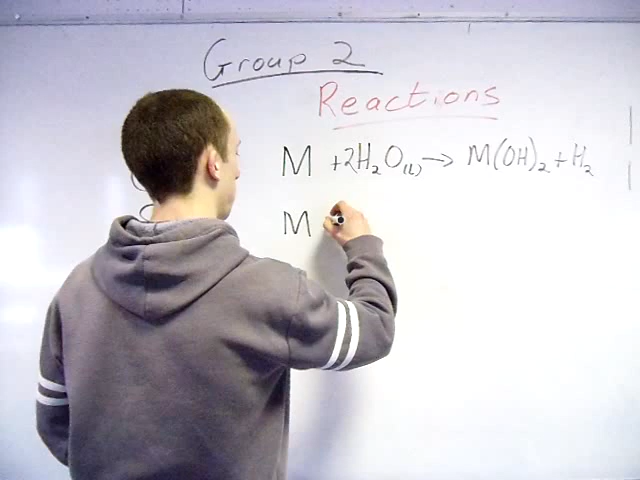 Group 2
Reactions
M + 2H₂O₍ₗ₎ → M(OH)₂ + H₂
M